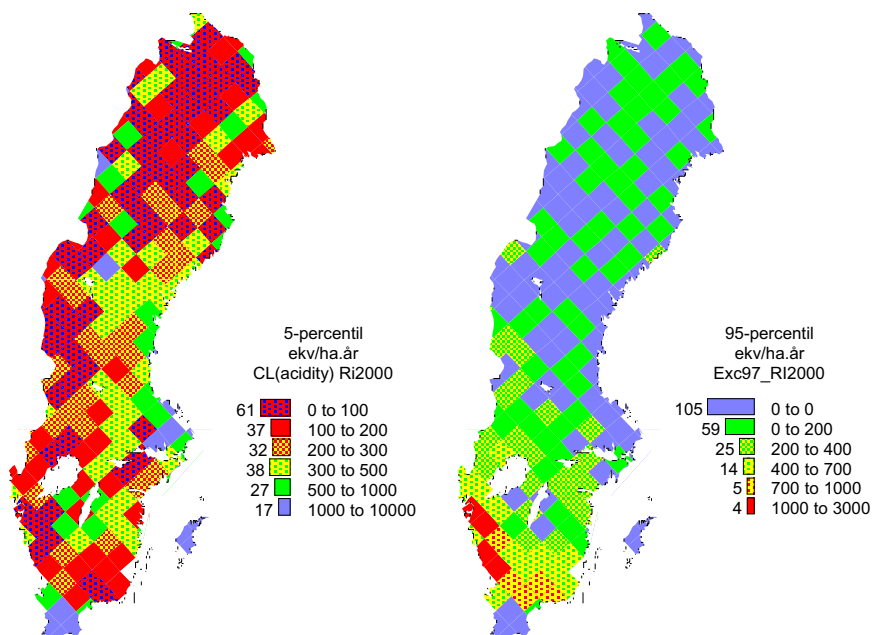 5-percentil
ekv/ha.år
CL(acidity) Ri2000
61 0 to 100
37 100 to 200
32 200 to 300
38 300 to 500
27 500 to 1000
17 1000 to 10000
95-percentil
ekv/ha.år
Exc97_RI2000
105 0 to 0
59 0 to 200
25 200 to 400
14 400 to 700
5 700 to 1000
4 1000 to 3000